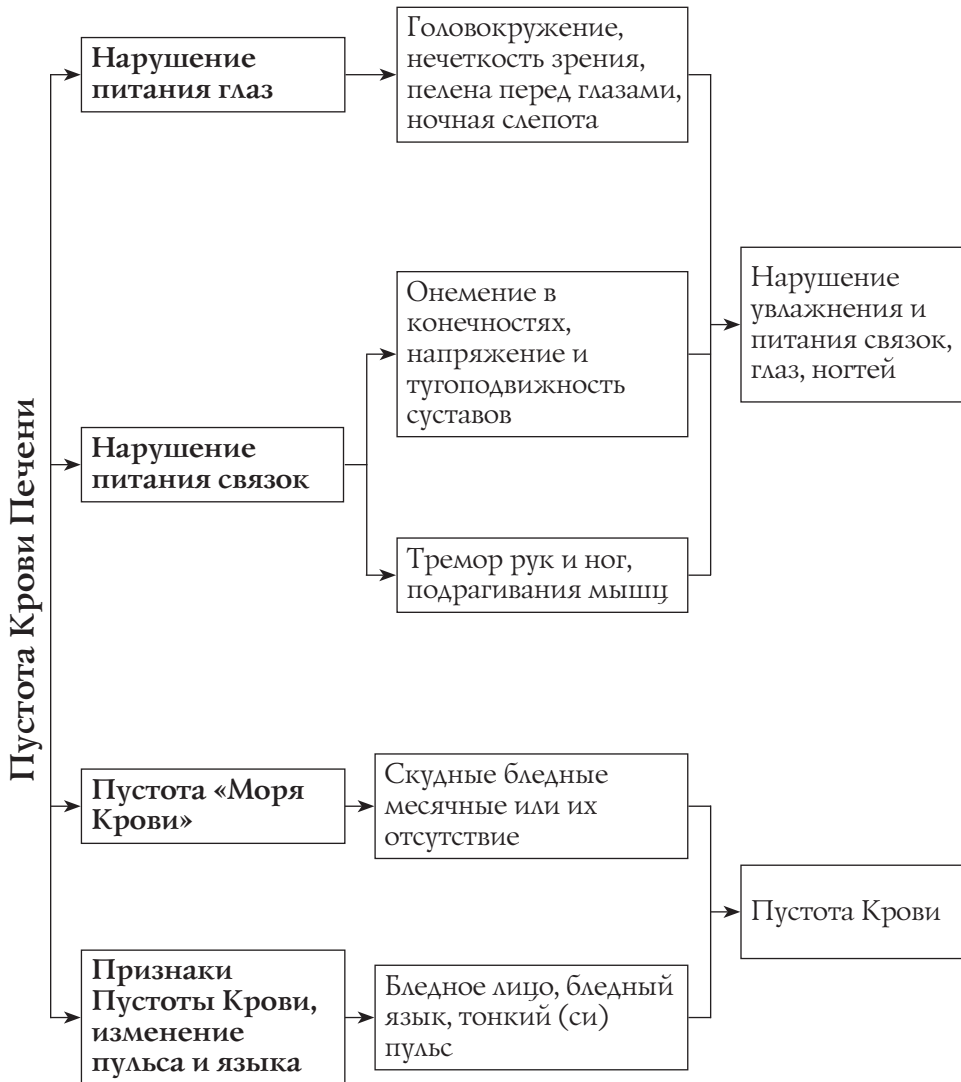 Пустота Крови Печени
Нарушение
питания глаз
Головокружение,
нечеткость зрения,
пелена перед глазами,
ночная слепота
Нарушение
питания связок
Онемение в
конечностях,
напряжение и
тугоподвижность
суставов
Тремор рук и ног,
подрагивания мышц
Нарушение
увлажнения и
питания связок,
глаз, ногтей
Пустота «Моря
Крови»
Скудные бледные
месячные или их
отсутствие
Признаки
Пустоты Крови,
изменение
пульса и языка
Бледное лицо, бледный
язык, тонкий (си)
пульс
Пустота Крови